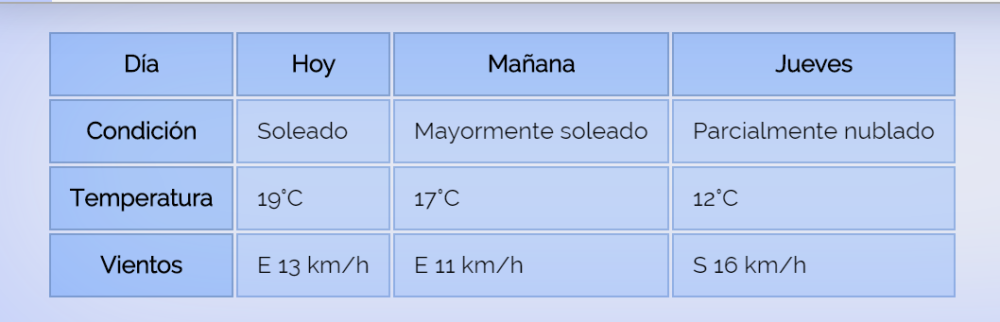 Día Hoy Mañana Jueves
Condición Soleado Mayormente soleado Parcialmente nublado
Temperatura 19°C 17°C 12°C
Vientos E 13 km/h E 11 km/h S 16 km/h